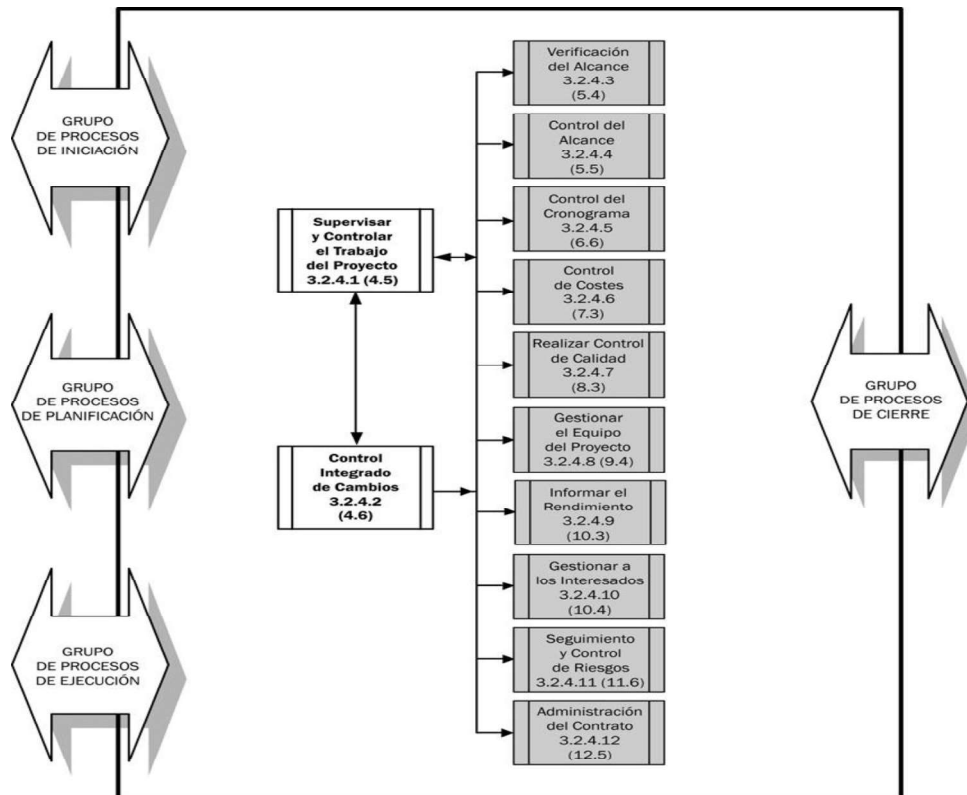 GRUPO
DE PROCESOS
DE INICIACIÓN
GRUPO
DE PROCESOS
DE PLANIFICACIÓN
GRUPO
DE PROCESOS
DE EJECUCIÓN
Supervisar
y Controlar
el Trabajo
del Proyecto
3.2.4.1 (4.5)
Control
Integrado
de Cambios
3.2.4.2
(4.6)
Verificación
del Alcance
3.2.4.3
(5.4)
Control del
Alcance
3.2.4.4
(5.5)
Control del
Cronograma
3.2.4.5
(6.6)
Control
de Costes
3.2.4.6
(7.3)
Realizar Control
de Calidad
3.2.4.7
(8.3)
Gestionar
el Equipo
del Proyecto
3.2.4.8 (9.4)
Informar el
Rendimiento
3.2.4.9
(10.3)
Gestionar a
los Interesados
3.2.4.10
(10.4)
Seguimiento
y Control
de Riesgos
3.2.4.11 (11.6)
Administración
del Contrato
3.2.4.12
(12.5)
GRUPO
DE PROCESOS
DE CIERRE